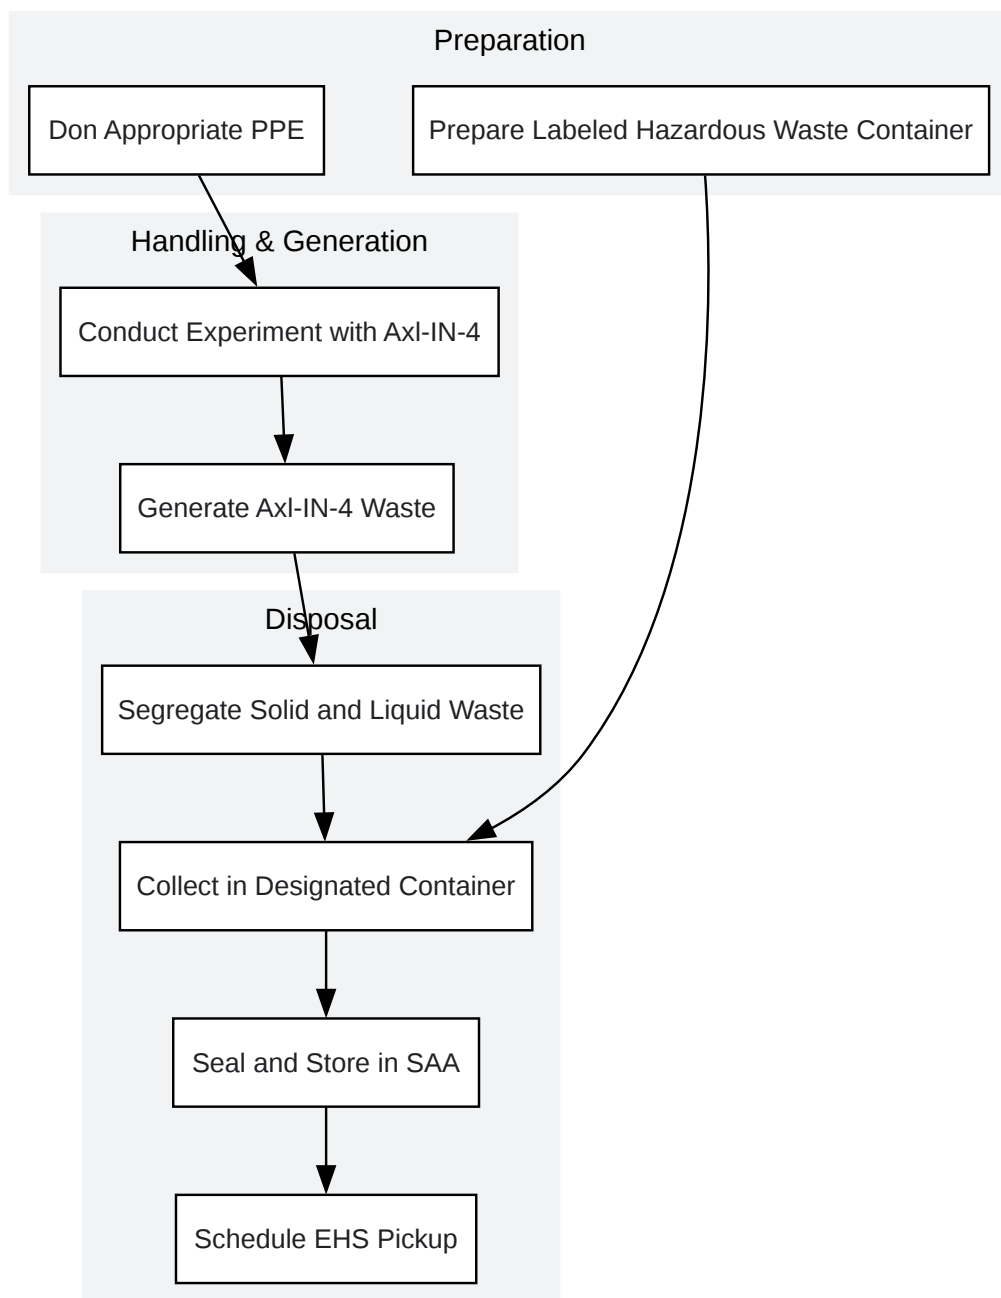 Preparation
Don Appropriate PPE
Prepare Labeled Hazardous Waste Container
Handling & Generation
Conduct Experiment with Axl-IN-4
Generate Axl-IN-4 Waste
Disposal
Segregate Solid and Liquid Waste
Collect in Designated Container
Seal and Store in SAA
Schedule EHS Pickup